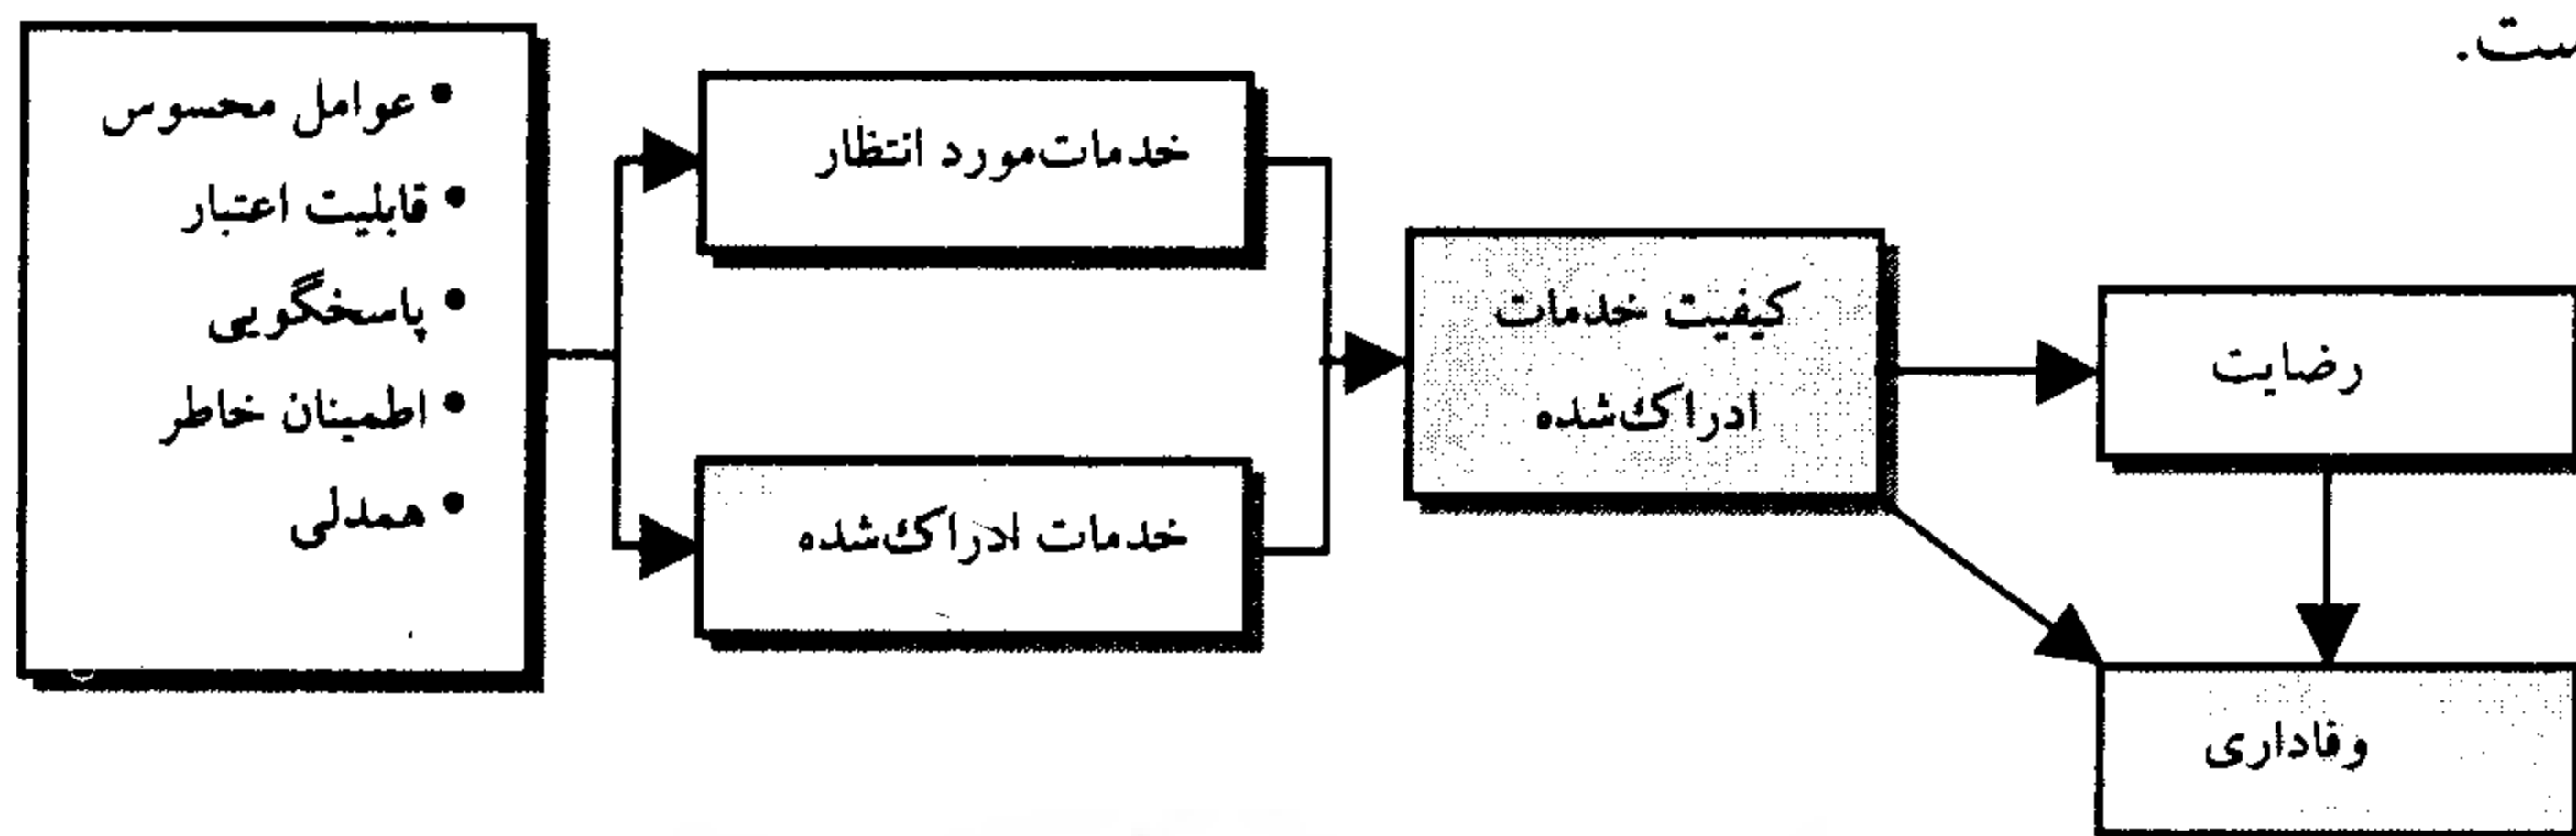 ست.
• عوامل محسوس
• قابلیت اعتبار
• پاسخگویی
• اطمینان خاطر
• همدلی
خدمات‌مورد انتظار
خدمات ادراک‌شده
کیفیت خدمات
ادراک‌شده
رضایت
وفاداری